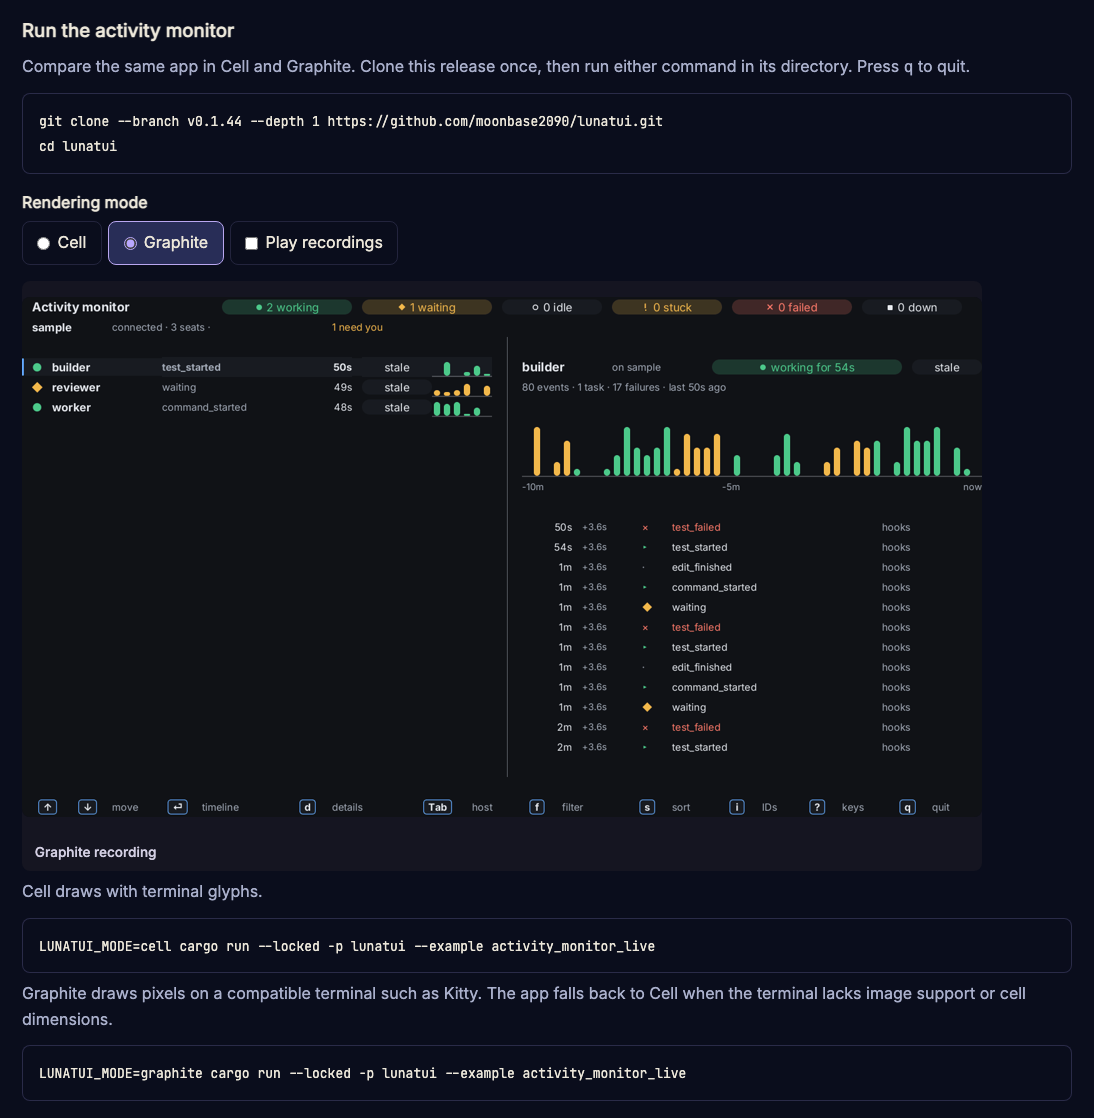 Run the activity monitor
Compare the same app in Cell and Graphite. Clone this release once, then run either command in its directory. Press q to quit.
git clone --branch v0.1.44 --depth 1 https://github.com/moonbase2090/lunatui.git
cd lunatui
Rendering mode
Cell Graphite Play recordings
Activity monitor 2 working 1 waiting 0 idle ! 0 stuck × 0 failed 0 down
sample connected · 3 seats · 1 need you
builder test_started 50s stale
reviewer waiting 49s stale
worker command_started 48s stale
builder on sample working for 54s stale
80 events · 1 task · 17 failures · last 50s ago
-10m -5m now
50s +3.6s × test_failed hooks
54s +3.6s test_started hooks
1m +3.6s · edit_finished hooks
1m +3.6s command_started hooks
1m +3.6s waiting hooks
1m +3.6s × test_failed hooks
1m +3.6s test_started hooks
1m +3.6s · edit_finished hooks
1m +3.6s command_started hooks
1m +3.6s waiting hooks
2m +3.6s × test_failed hooks
2m +3.6s test_started hooks
↑ ↓ move ↵ timeline d details Tab host f filter s sort i IDs ? keys q quit
Graphite recording
Cell draws with terminal glyphs.
LUNATUI_MODE=cell cargo run --locked -p lunatui --example activity_monitor_live
Graphite draws pixels on a compatible terminal such as Kitty. The app falls back to Cell when the terminal lacks image support or cell
dimensions.
LUNATUI_MODE=graphite cargo run --locked -p lunatui --example activity_monitor_live